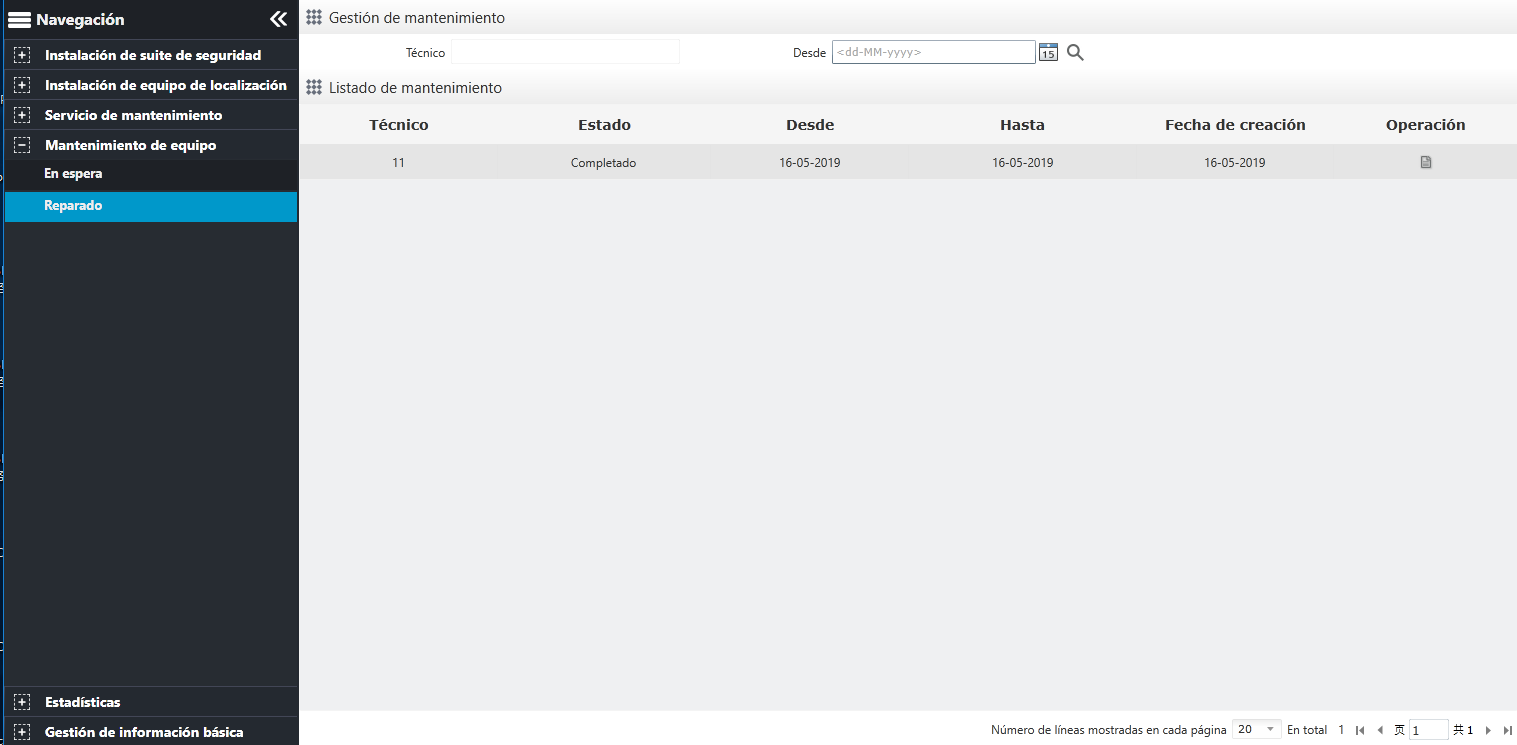 Navegación
Instalación de suite de seguridad
Instalación de equipo de localización
Servicio de mantenimiento
Mantenimiento de equipo
En espera
Reparado
Estadísticas
Gestión de información básica
Gestión de mantenimiento
Técnico
Desde <dd-MM-yyyy> 15
Listado de mantenimiento
Técnico Estado Desde Hasta Fecha de creación Operación
11 Completado 16-05-2019 16-05-2019 16-05-2019
Número de líneas mostradas en cada página 20 En total 1 页 1 共 1